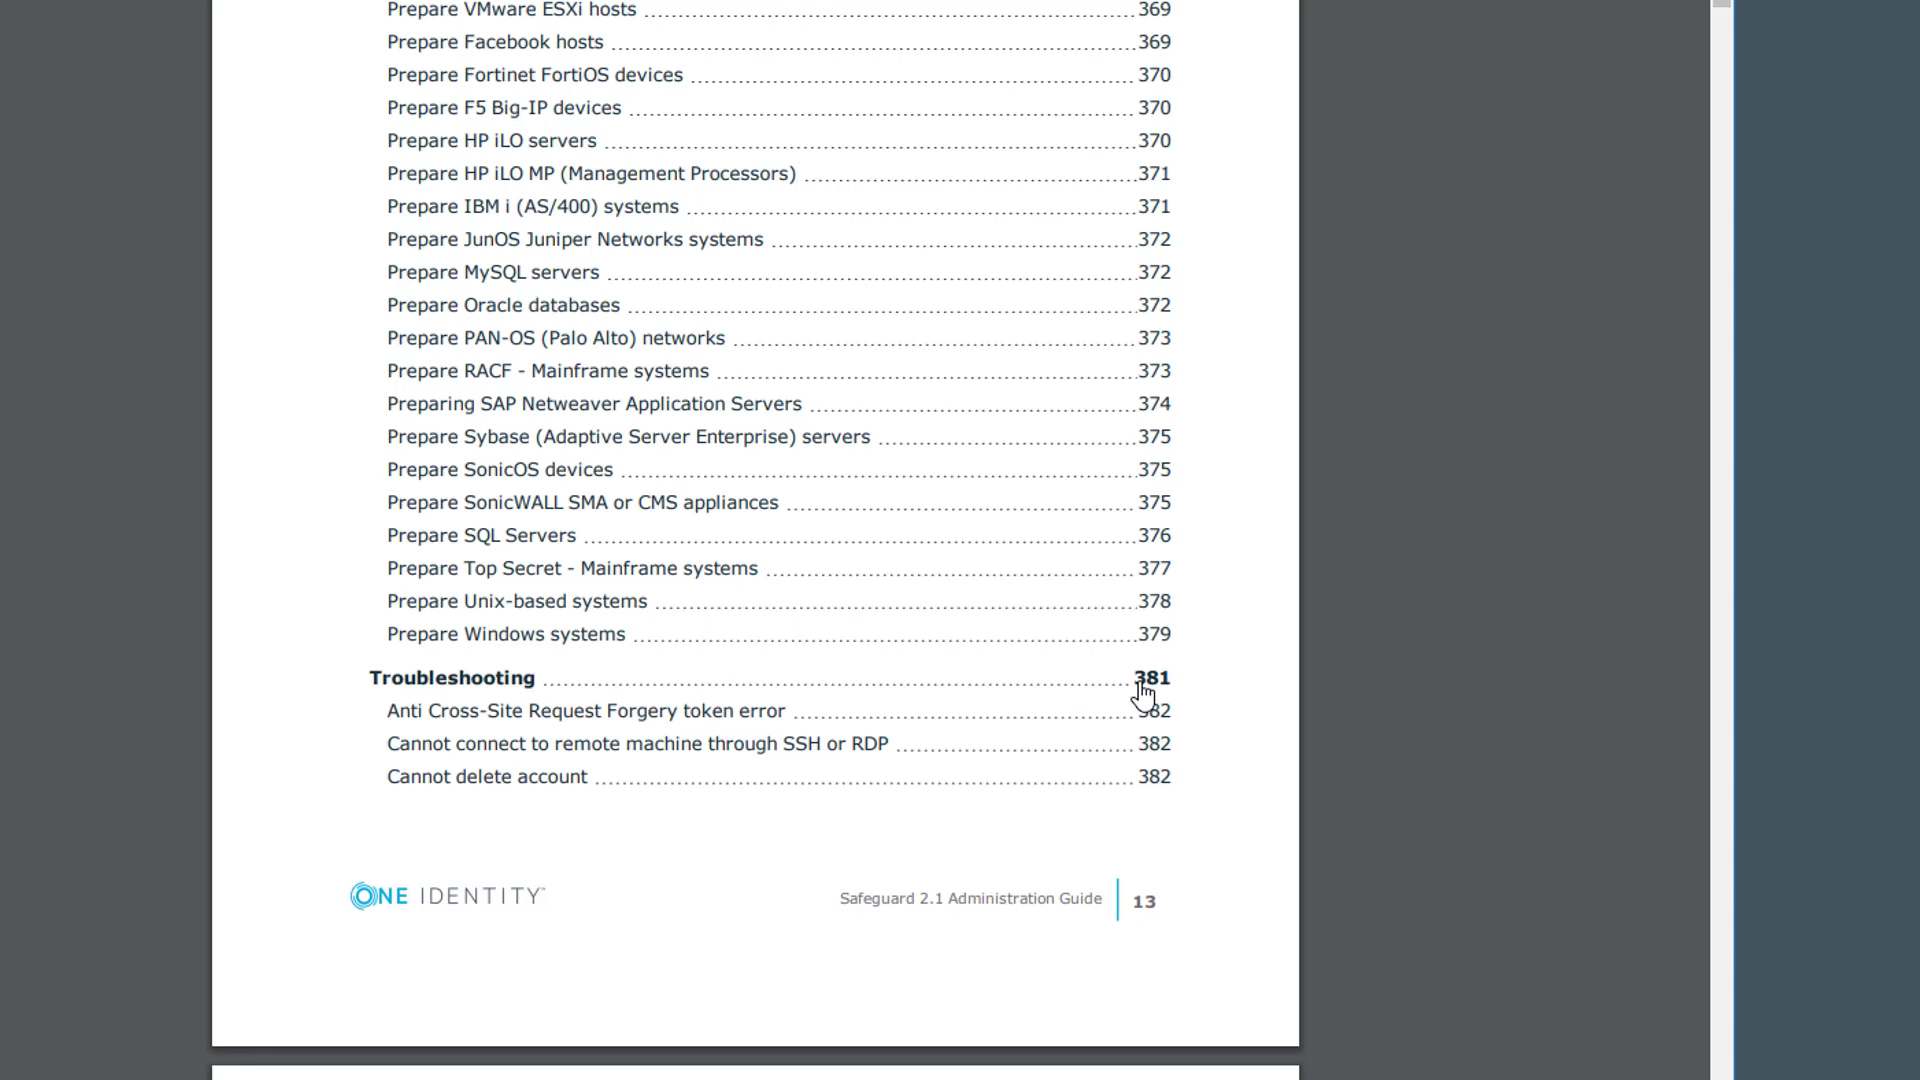 Prepare VMware ESXi hosts 369
Prepare Facebook hosts 369
Prepare Fortinet FortiOS devices 370
Prepare F5 Big-IP devices 370
Prepare HP iLO servers 370
Prepare HP iLO MP (Management Processors) 371
Prepare IBM i (AS/400) systems 371
Prepare JunOS Juniper Networks systems 372
Prepare MySQL servers 372
Prepare Oracle databases 372
Prepare PAN-OS (Palo Alto) networks 373
Prepare RACF - Mainframe systems 373
Preparing SAP Netweaver Application Servers 374
Prepare Sybase (Adaptive Server Enterprise) servers 375
Prepare SonicOS devices 375
Prepare SonicWALL SMA or CMS appliances 375
Prepare SQL Servers 376
Prepare Top Secret - Mainframe systems 377
Prepare Unix-based systems 378
Prepare Windows systems 379
Troubleshooting 381
Anti Cross-Site Request Forgery token error 382
Cannot connect to remote machine through SSH or RDP 382
Cannot delete account 382
ONE IDENTITY™
Safeguard 2.1 Administration Guide 13